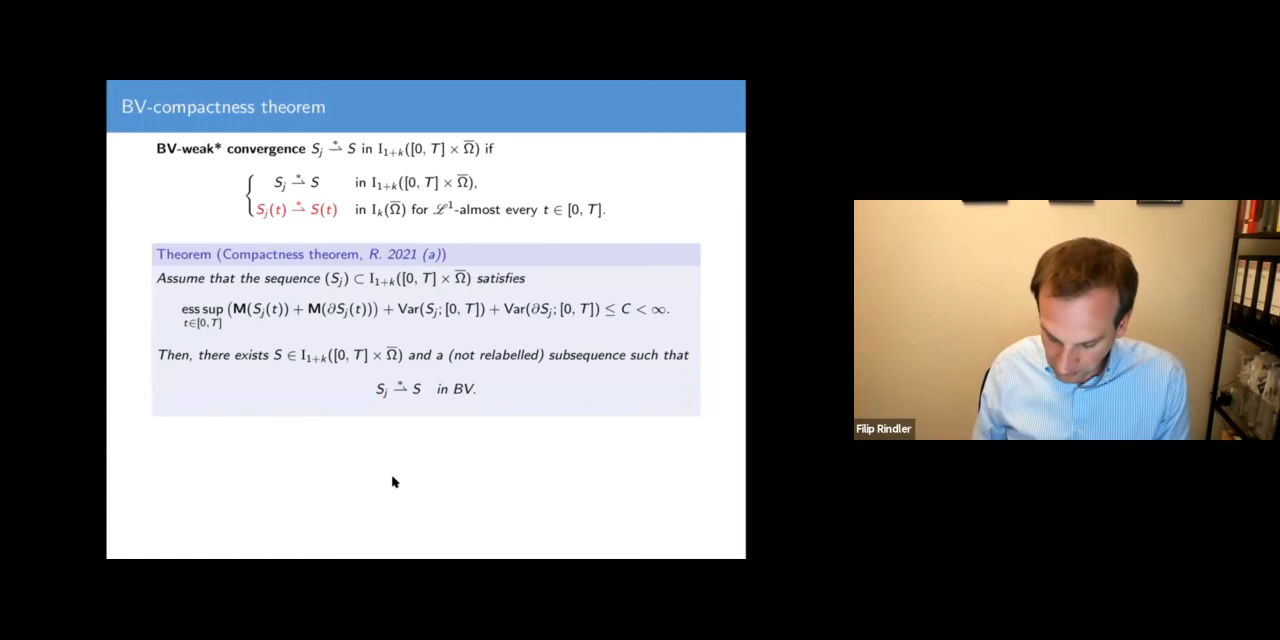 BV-compactness theorem
BV-weak* convergence S_j ⇀* S in I_{1+k}([0, T] × Ω̅) if
S_j ⇀* S in I_{1+k}([0, T] × Ω̅),
S_j(t) ⇀* S(t) in I_k(Ω̅) for ℒ¹-almost every t ∈ [0, T].
Theorem (Compactness theorem, R. 2021 (a))
Assume that the sequence (S_j) ⊂ I_{1+k}([0, T] × Ω̅) satisfies
ess sup_{t∈[0,T]} (M(S_j(t)) + M(∂S_j(t))) + Var(S_j; [0, T]) + Var(∂S_j; [0, T]) ≤ C < ∞.
Then, there exists S ∈ I_{1+k}([0, T] × Ω̅) and a (not relabelled) subsequence such that
S_j ⇀* S in BV.
Filip Rindler